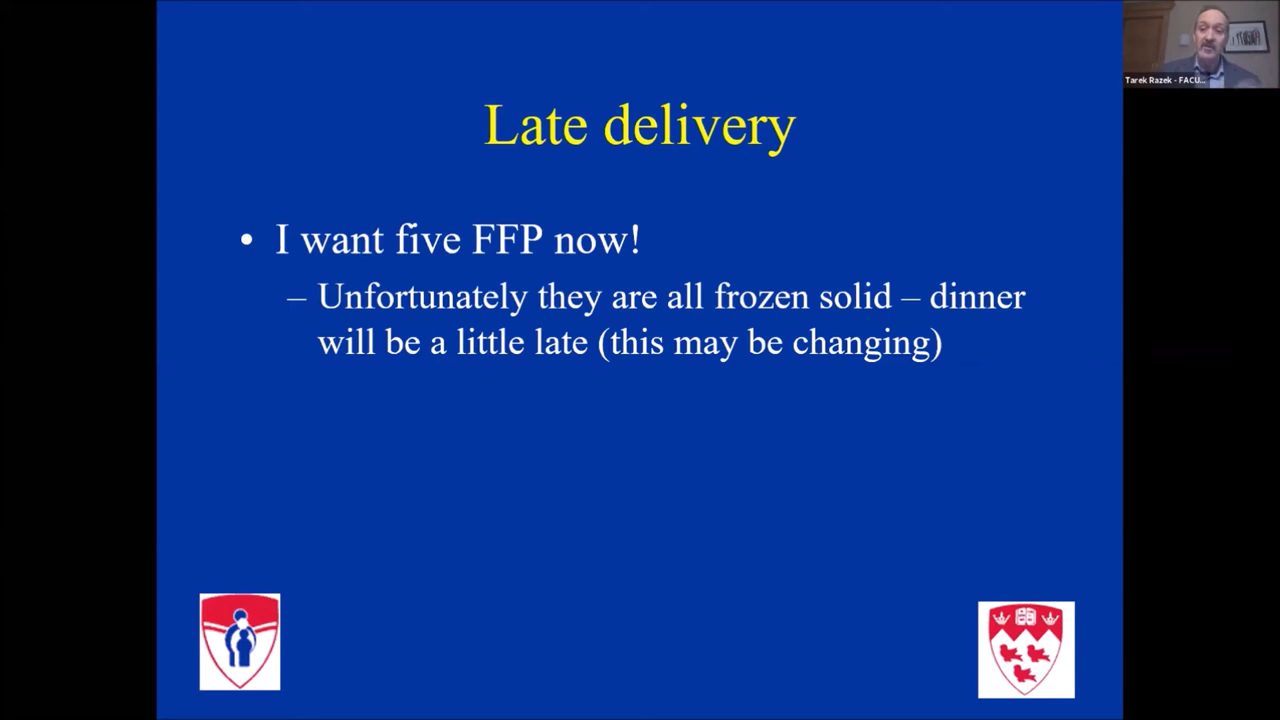 Tarek Razek - FACU...
Late delivery
• I want five FFP now!
– Unfortunately they are all frozen solid – dinner
will be a little late (this may be changing)